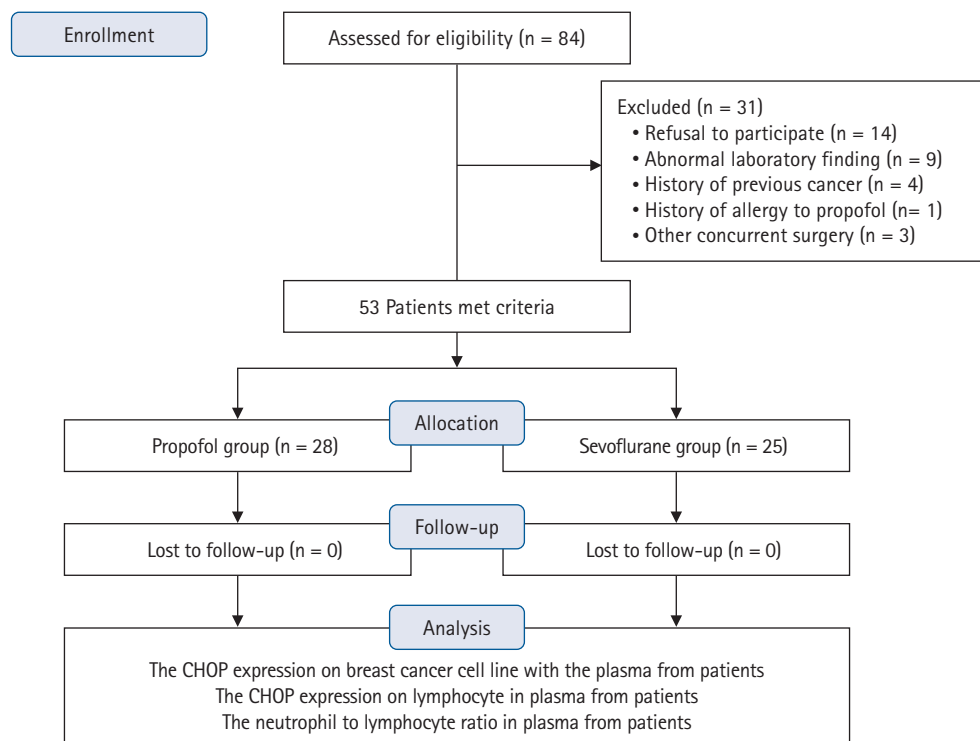 Enrollment
Assessed for eligibility (n = 84)
Excluded (n = 31)
• Refusal to participate (n = 14)
• Abnormal laboratory finding (n = 9)
• History of previous cancer (n = 4)
• History of allergy to propofol (n= 1)
• Other concurrent surgery (n = 3)
53 Patients met criteria
Allocation
Propofol group (n = 28)
Sevoflurane group (n = 25)
Follow-up
Lost to follow-up (n = 0)
Lost to follow-up (n = 0)
Analysis
The CHOP expression on breast cancer cell line with the plasma from patients
The CHOP expression on lymphocyte in plasma from patients
The neutrophil to lymphocyte ratio in plasma from patients